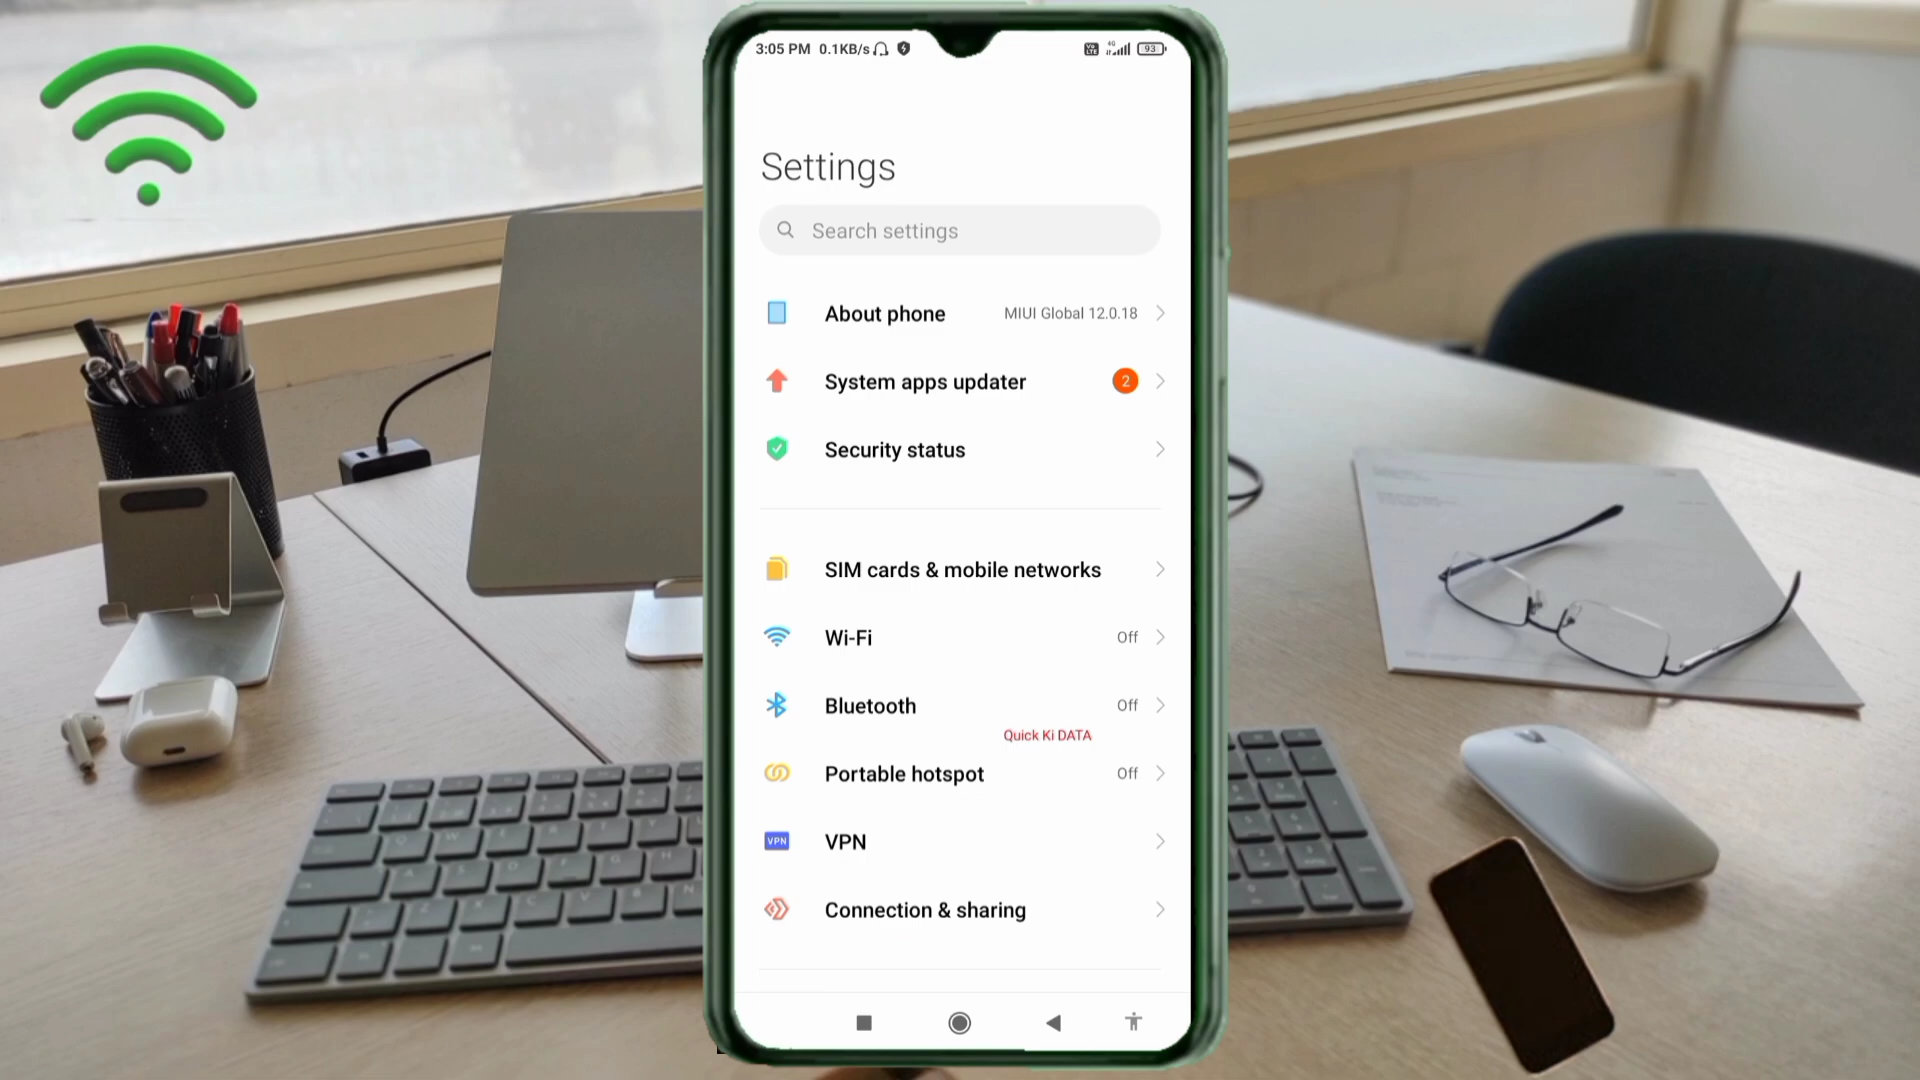 3:05 PM 0.1KB/s
93
Settings
Search settings
About phone MIUI Global 12.0.18
System apps updater 2
Security status
SIM cards & mobile networks
Wi-Fi Off
Bluetooth Off
Quick Ki DATA
Portable hotspot Off
VPN VPN
Connection & sharing